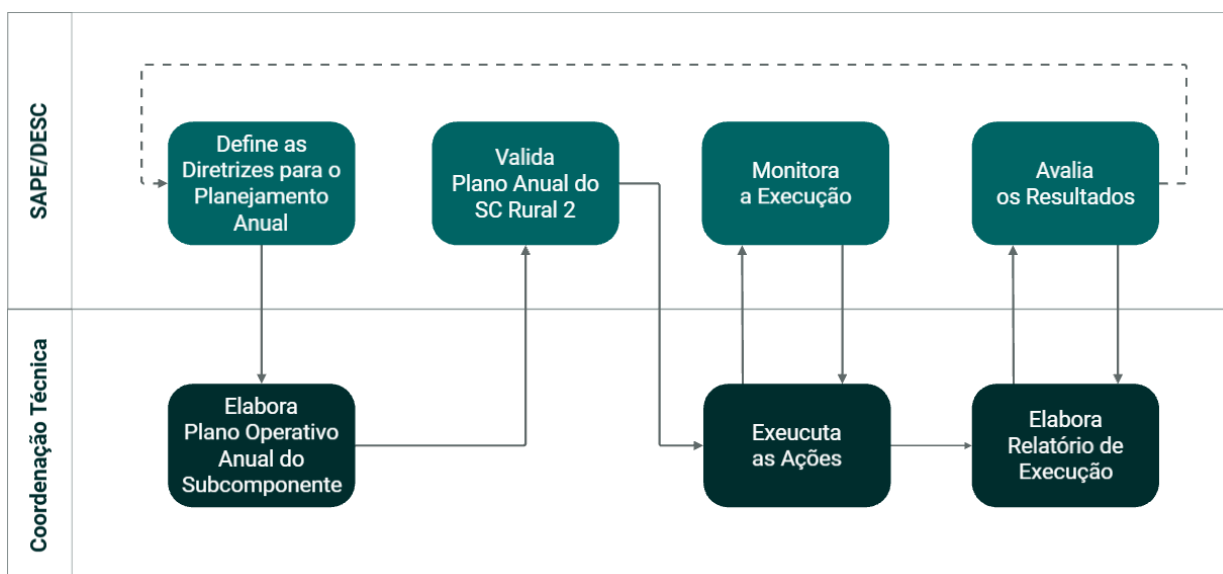 SAPE/DESC
Define as
Diretrizes para o
Planejamento
Anual
Valida
Plano Anual do
SC Rural 2
Monitora
a Execução
Avalia
os Resultados
Coordenação Técnica
Elabora
Plano Operativo
Anual do
Subcomponente
Exeucuta
as Ações
Elabora
Relatório de
Execução